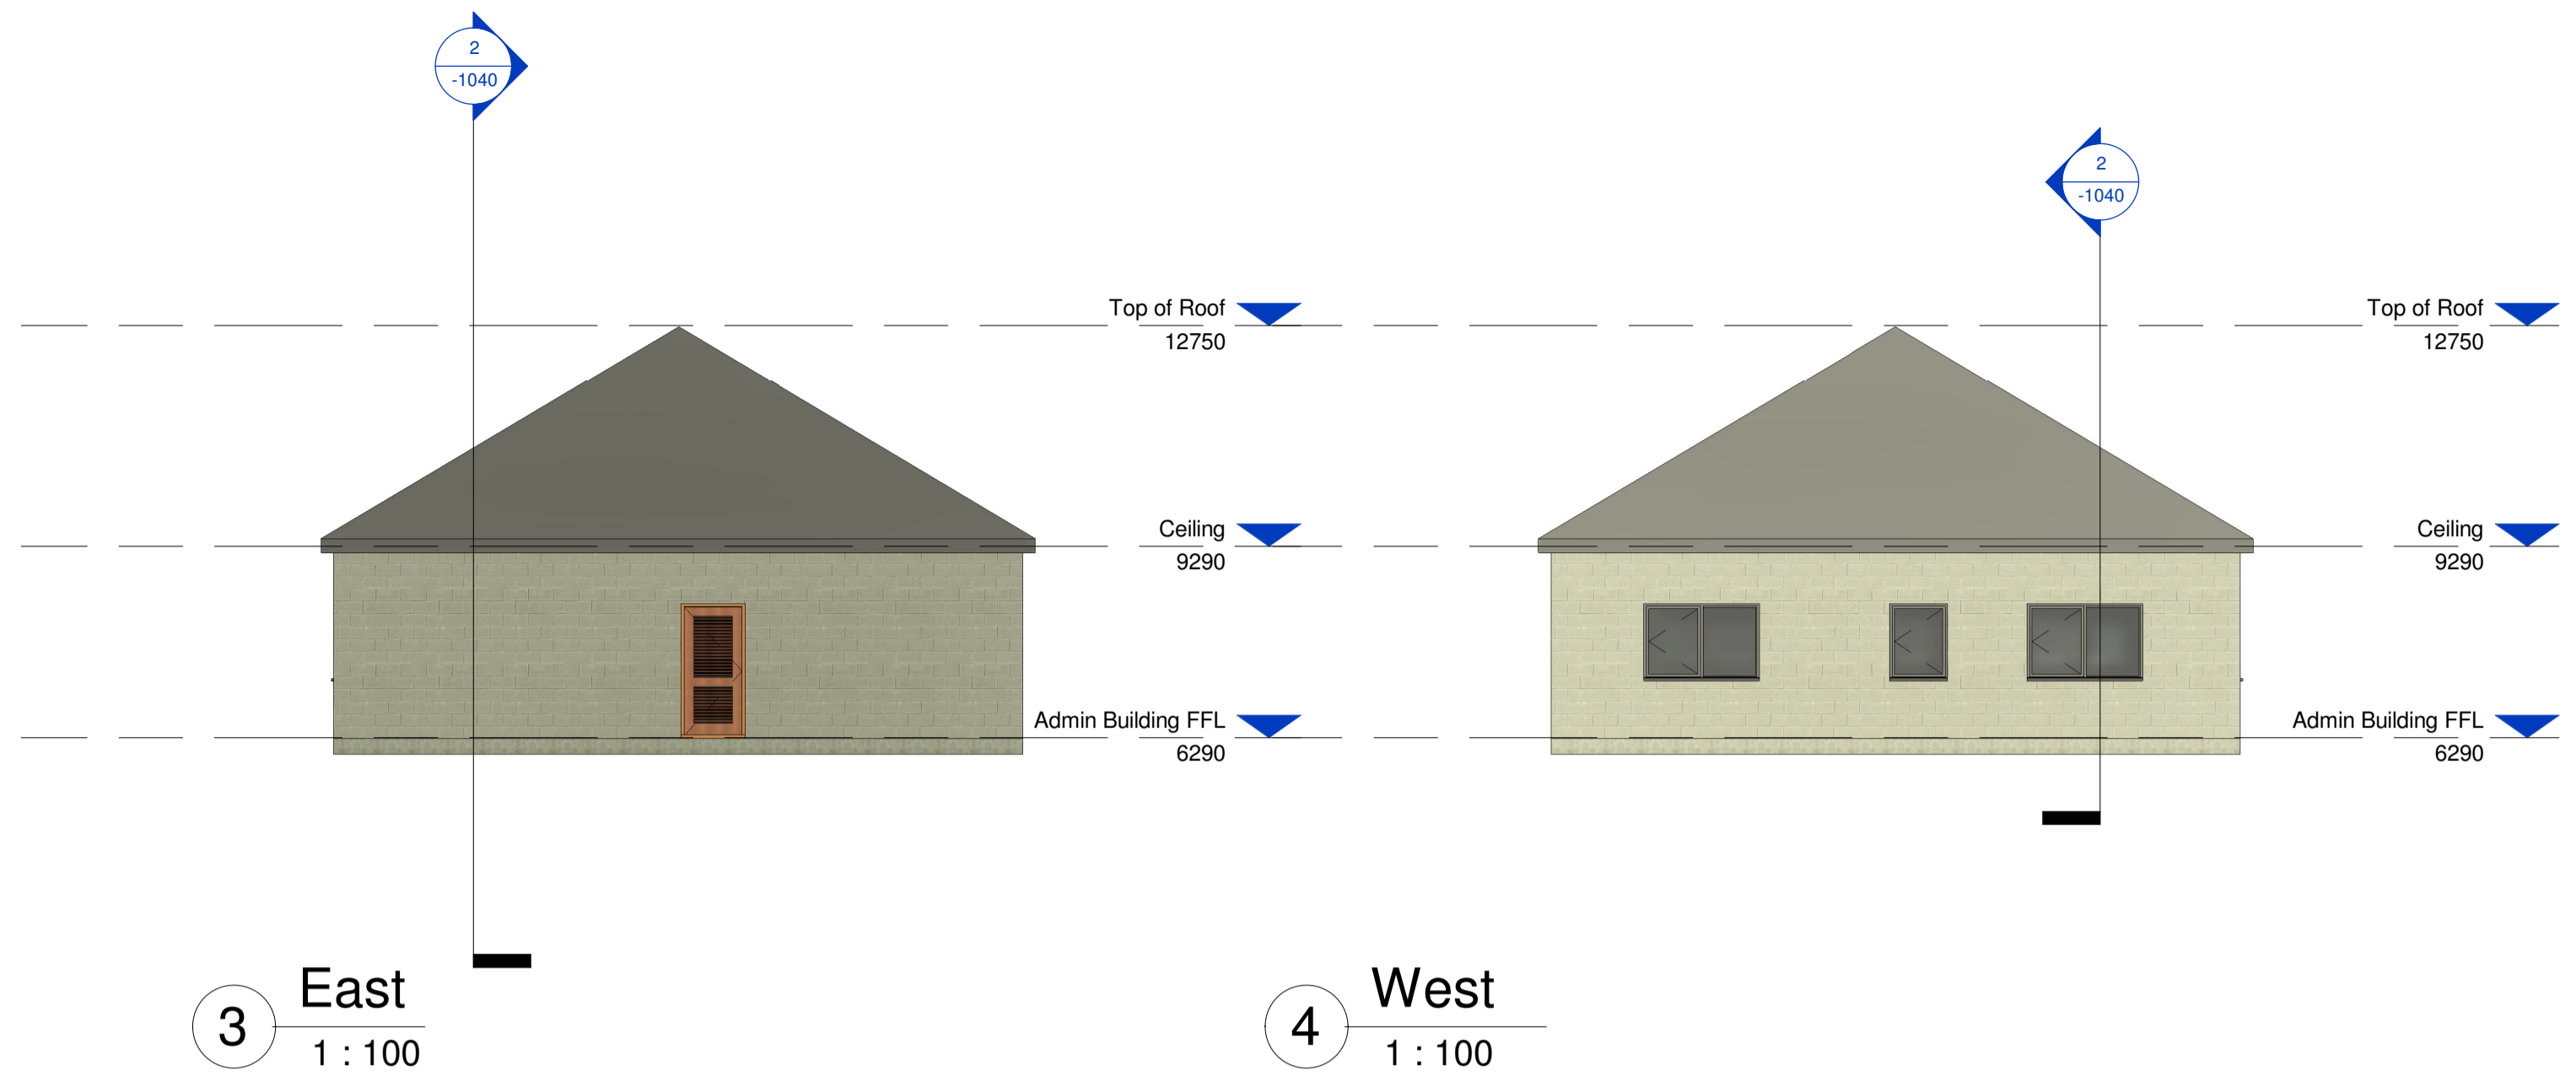 2
-1040
2
-1040
Top of Roof
12750
Top of Roof
12750
Ceiling
9290
Ceiling
9290
Admin Building FFL
6290
Admin Building FFL
6290
3
East
1 : 100
4
West
1 : 100